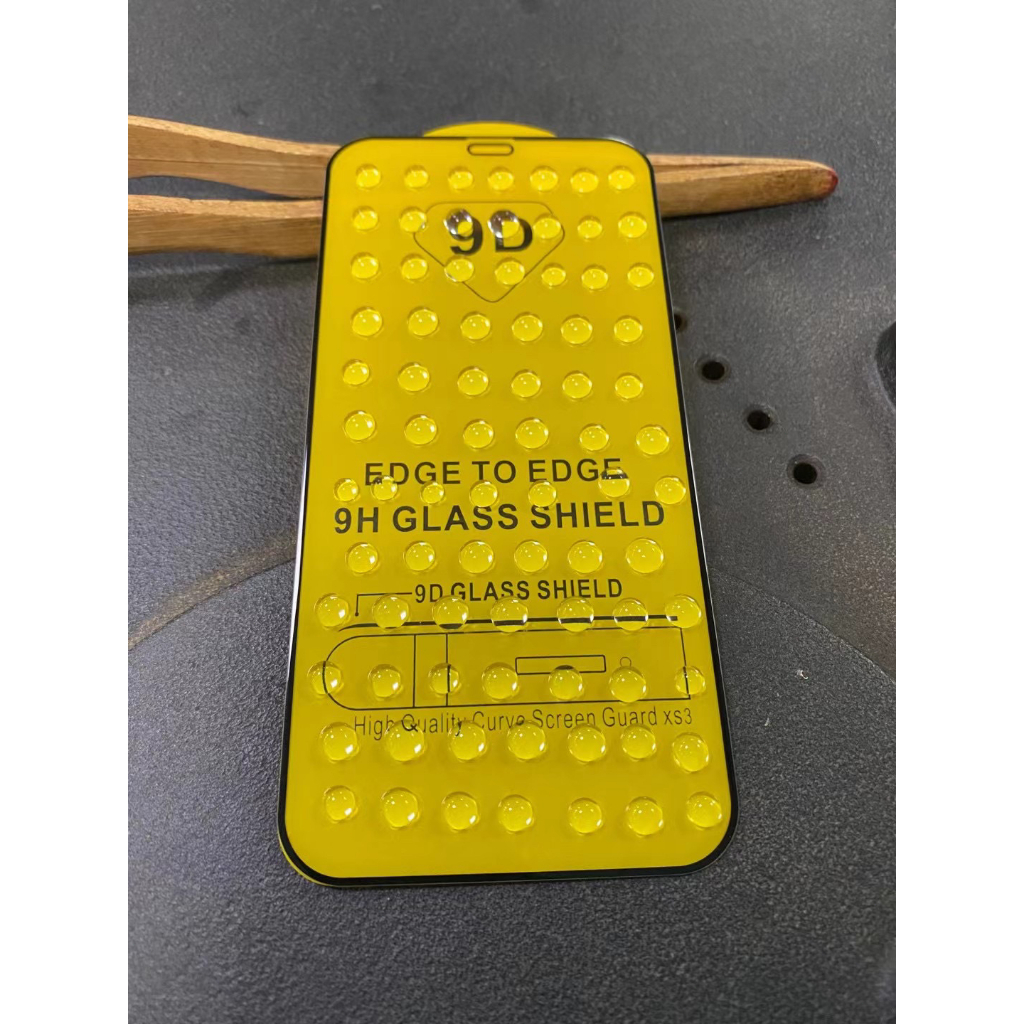 9D
EDGE TO EDGE
9H GLASS SHIELD
9D GLASS SHIELD
High Quality Curve Screen Guard xs3